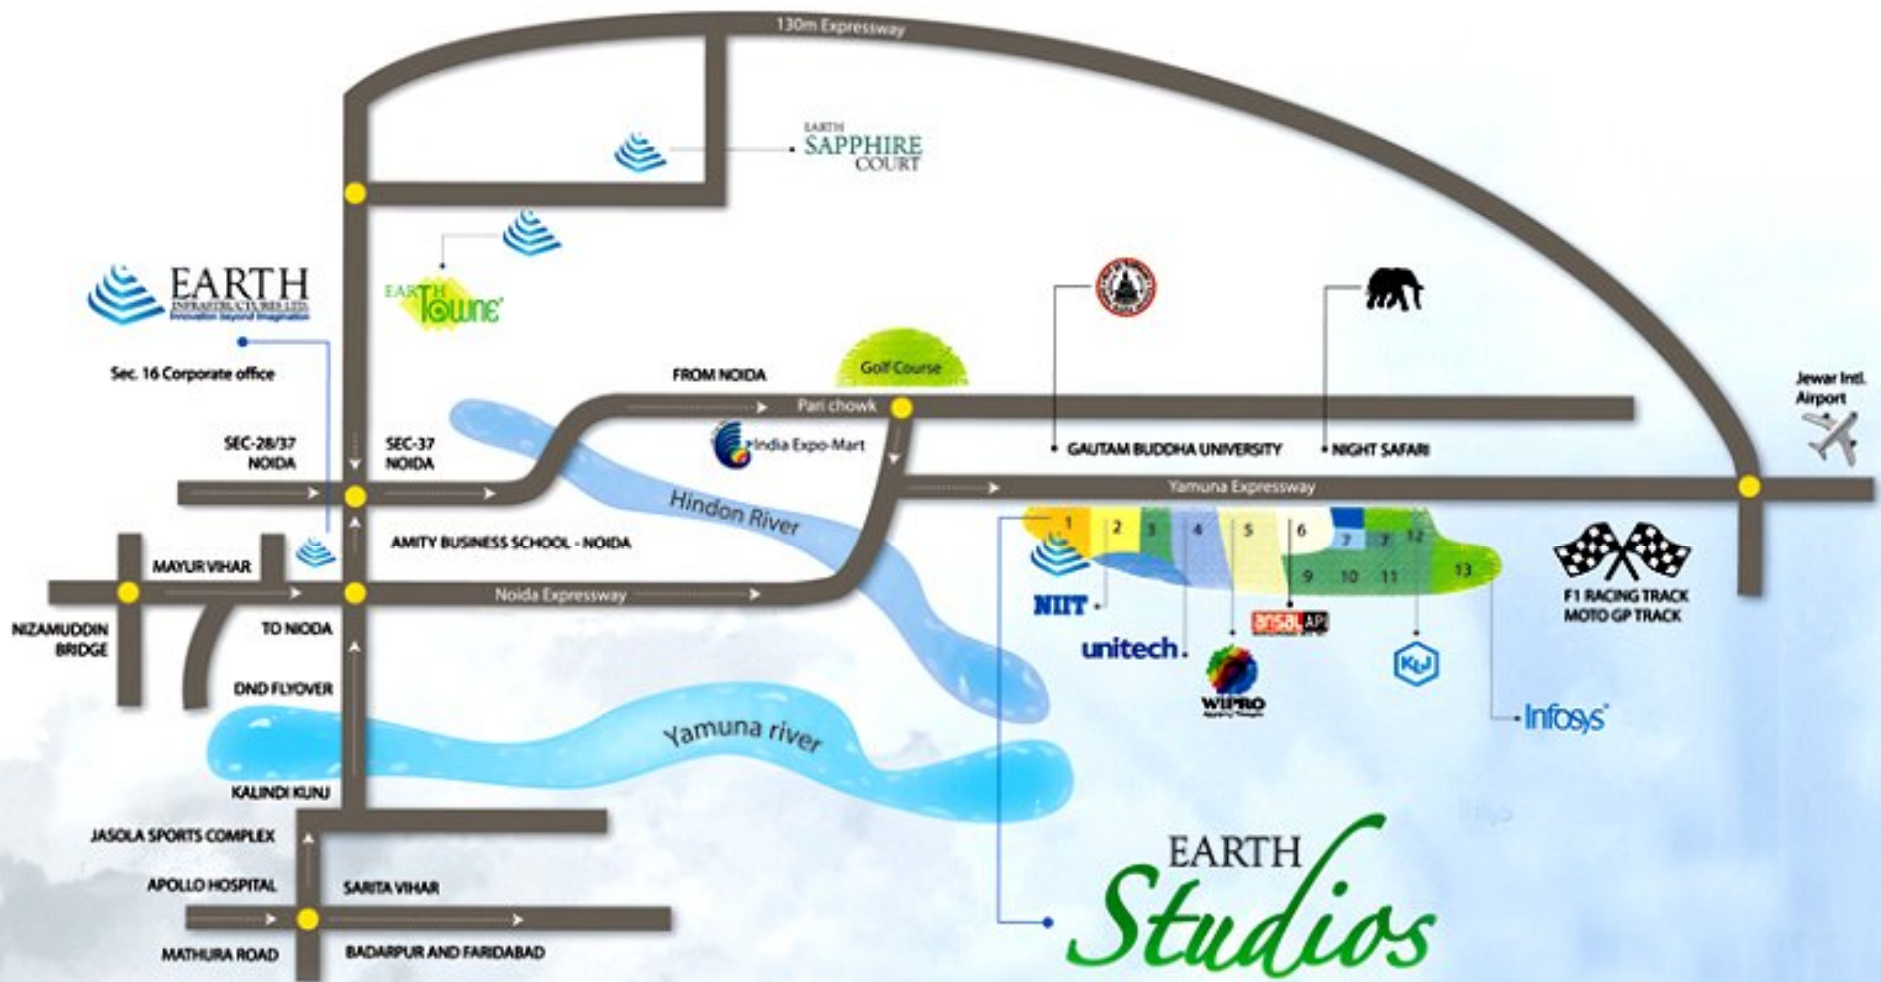 130m Expressway
EARTH
SAPPHIRE
COURT
EARTH
TOWNE
EARTH
INFRASTRUCTURES LTD.
Innovation beyond Imagination
Sec. 16 Corporate office
FROM NOIDA
Golf Course
Pari chowk
Jewar Intl.
Airport
SEC-28/37
NOIDA
SEC-37
NOIDA
India Expo-Mart
GAUTAM BUDDHA UNIVERSITY
NIGHT SAFARI
Yamuna Expressway
Hindon River
AMITY BUSINESS SCHOOL - NOIDA
1
2
3
4
5
6
7
7
12
9
10
11
13
MAYUR VIHAR
Noida Expressway
NIIT
ansal API
F1 RACING TRACK
MOTO GP TRACK
NIZAMUDDIN
BRIDGE
TO NIODA
unitech
K&J
WIPRO
Applying Thought
DND FLYOVER
Infosys
Yamuna river
KALINDI KUNJ
JASOLA SPORTS COMPLEX
APOLLO HOSPITAL
SARITA VIHAR
MATHURA ROAD
BADARPUR AND FARIDABAD
EARTH
Studios